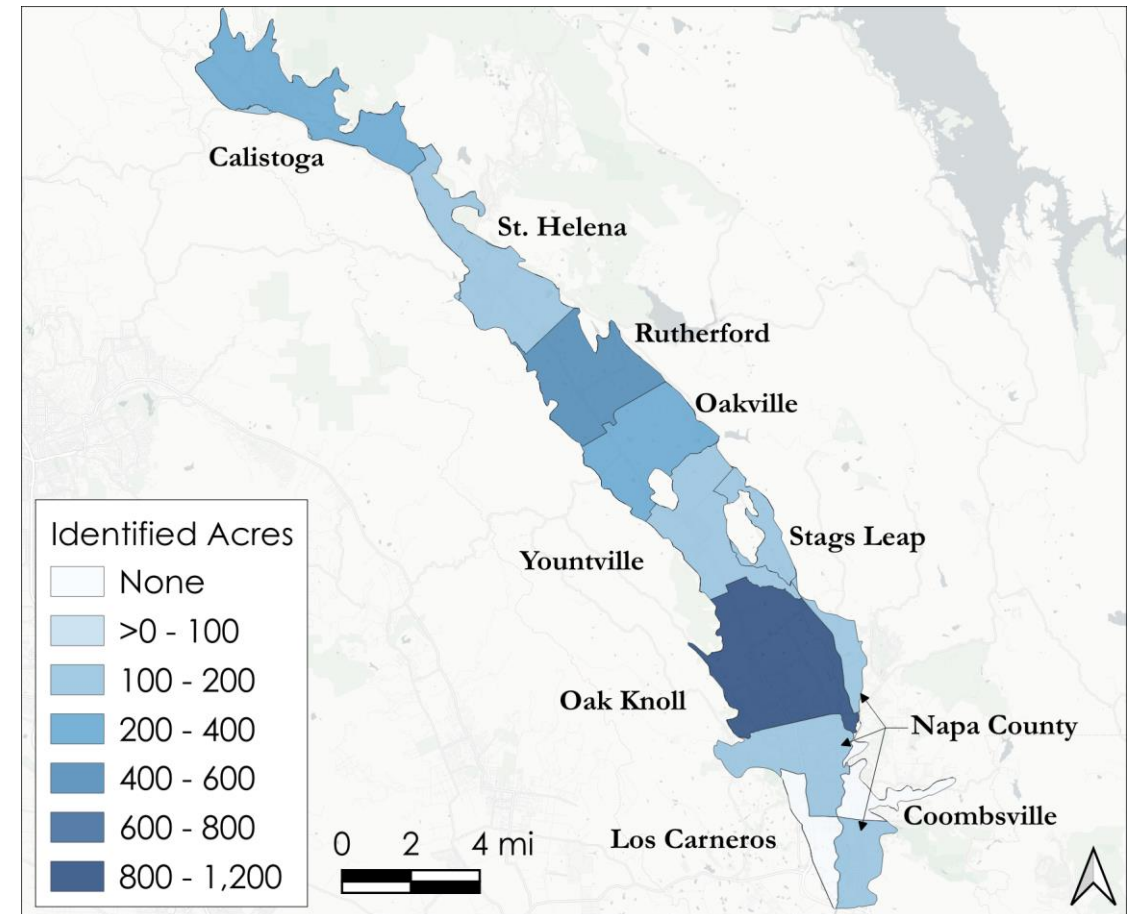 Calistoga
St. Helena
Rutherford
Oakville
Stags Leap
Yountville
Oak Knoll
Napa County
Coombsville
Los Carneros
Identified Acres
None
>0 - 100
100 - 200
200 - 400
400 - 600
600 - 800
800 - 1,200
0 2 4 mi